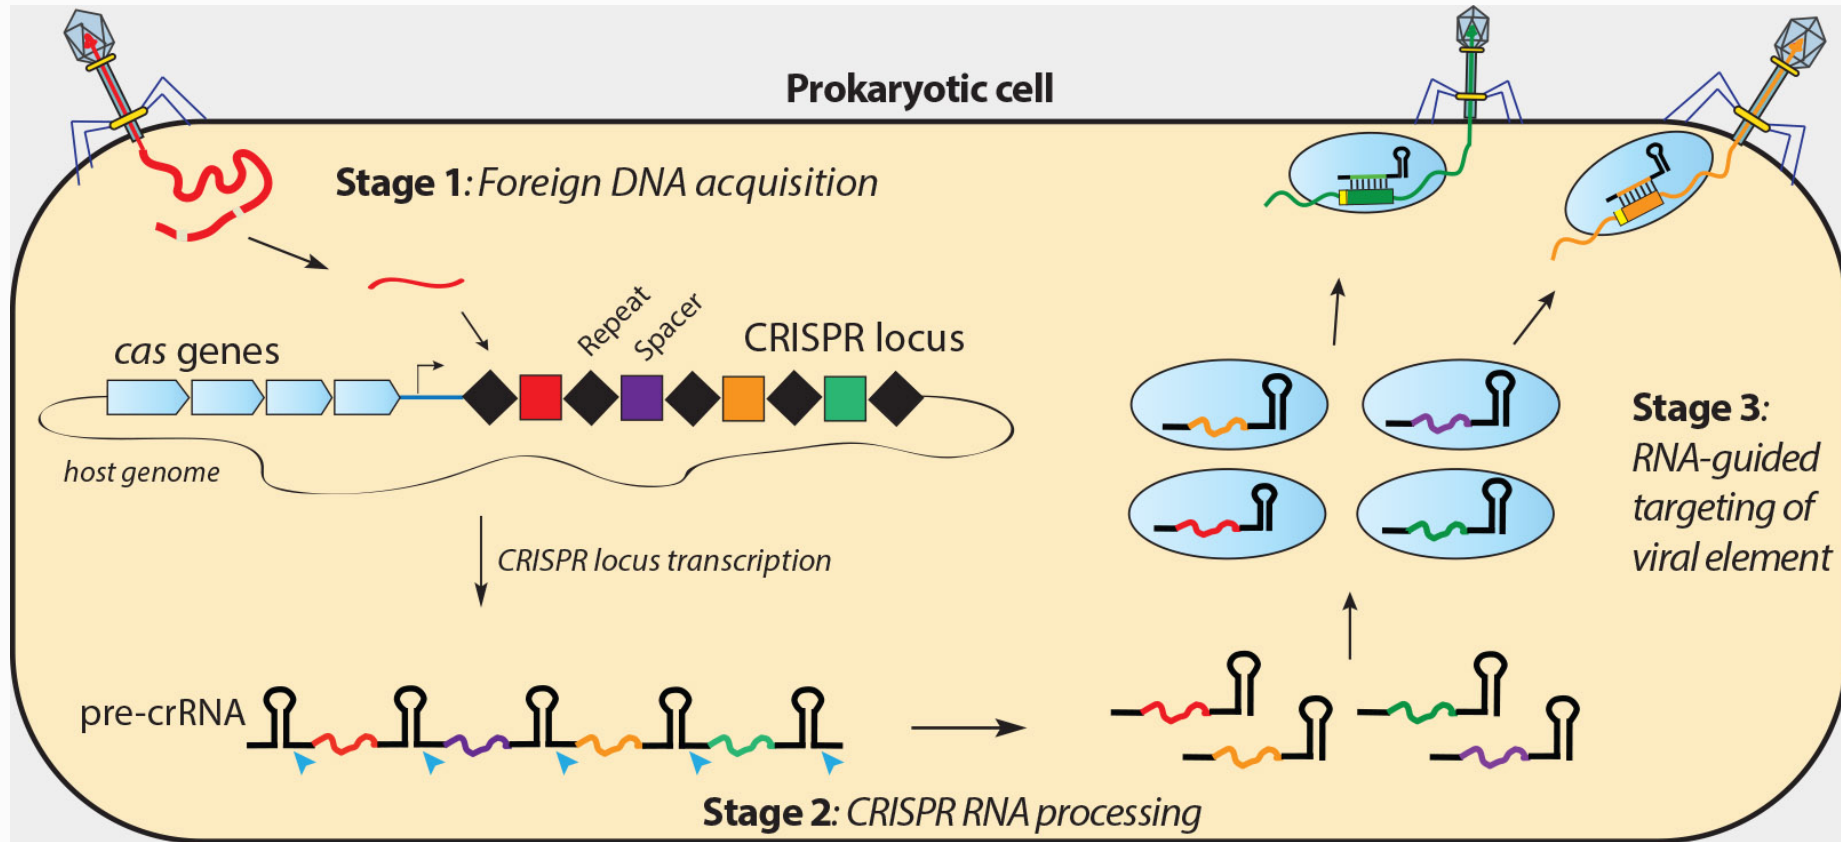 Prokaryotic cell
Stage 1: Foreign DNA acquisition
Repeat
Spacer
CRISPR locus
cas genes
host genome
CRISPR locus transcription
pre-crRNA
Stage 2: CRISPR RNA processing
Stage 3:
RNA-guided
targeting of
viral element